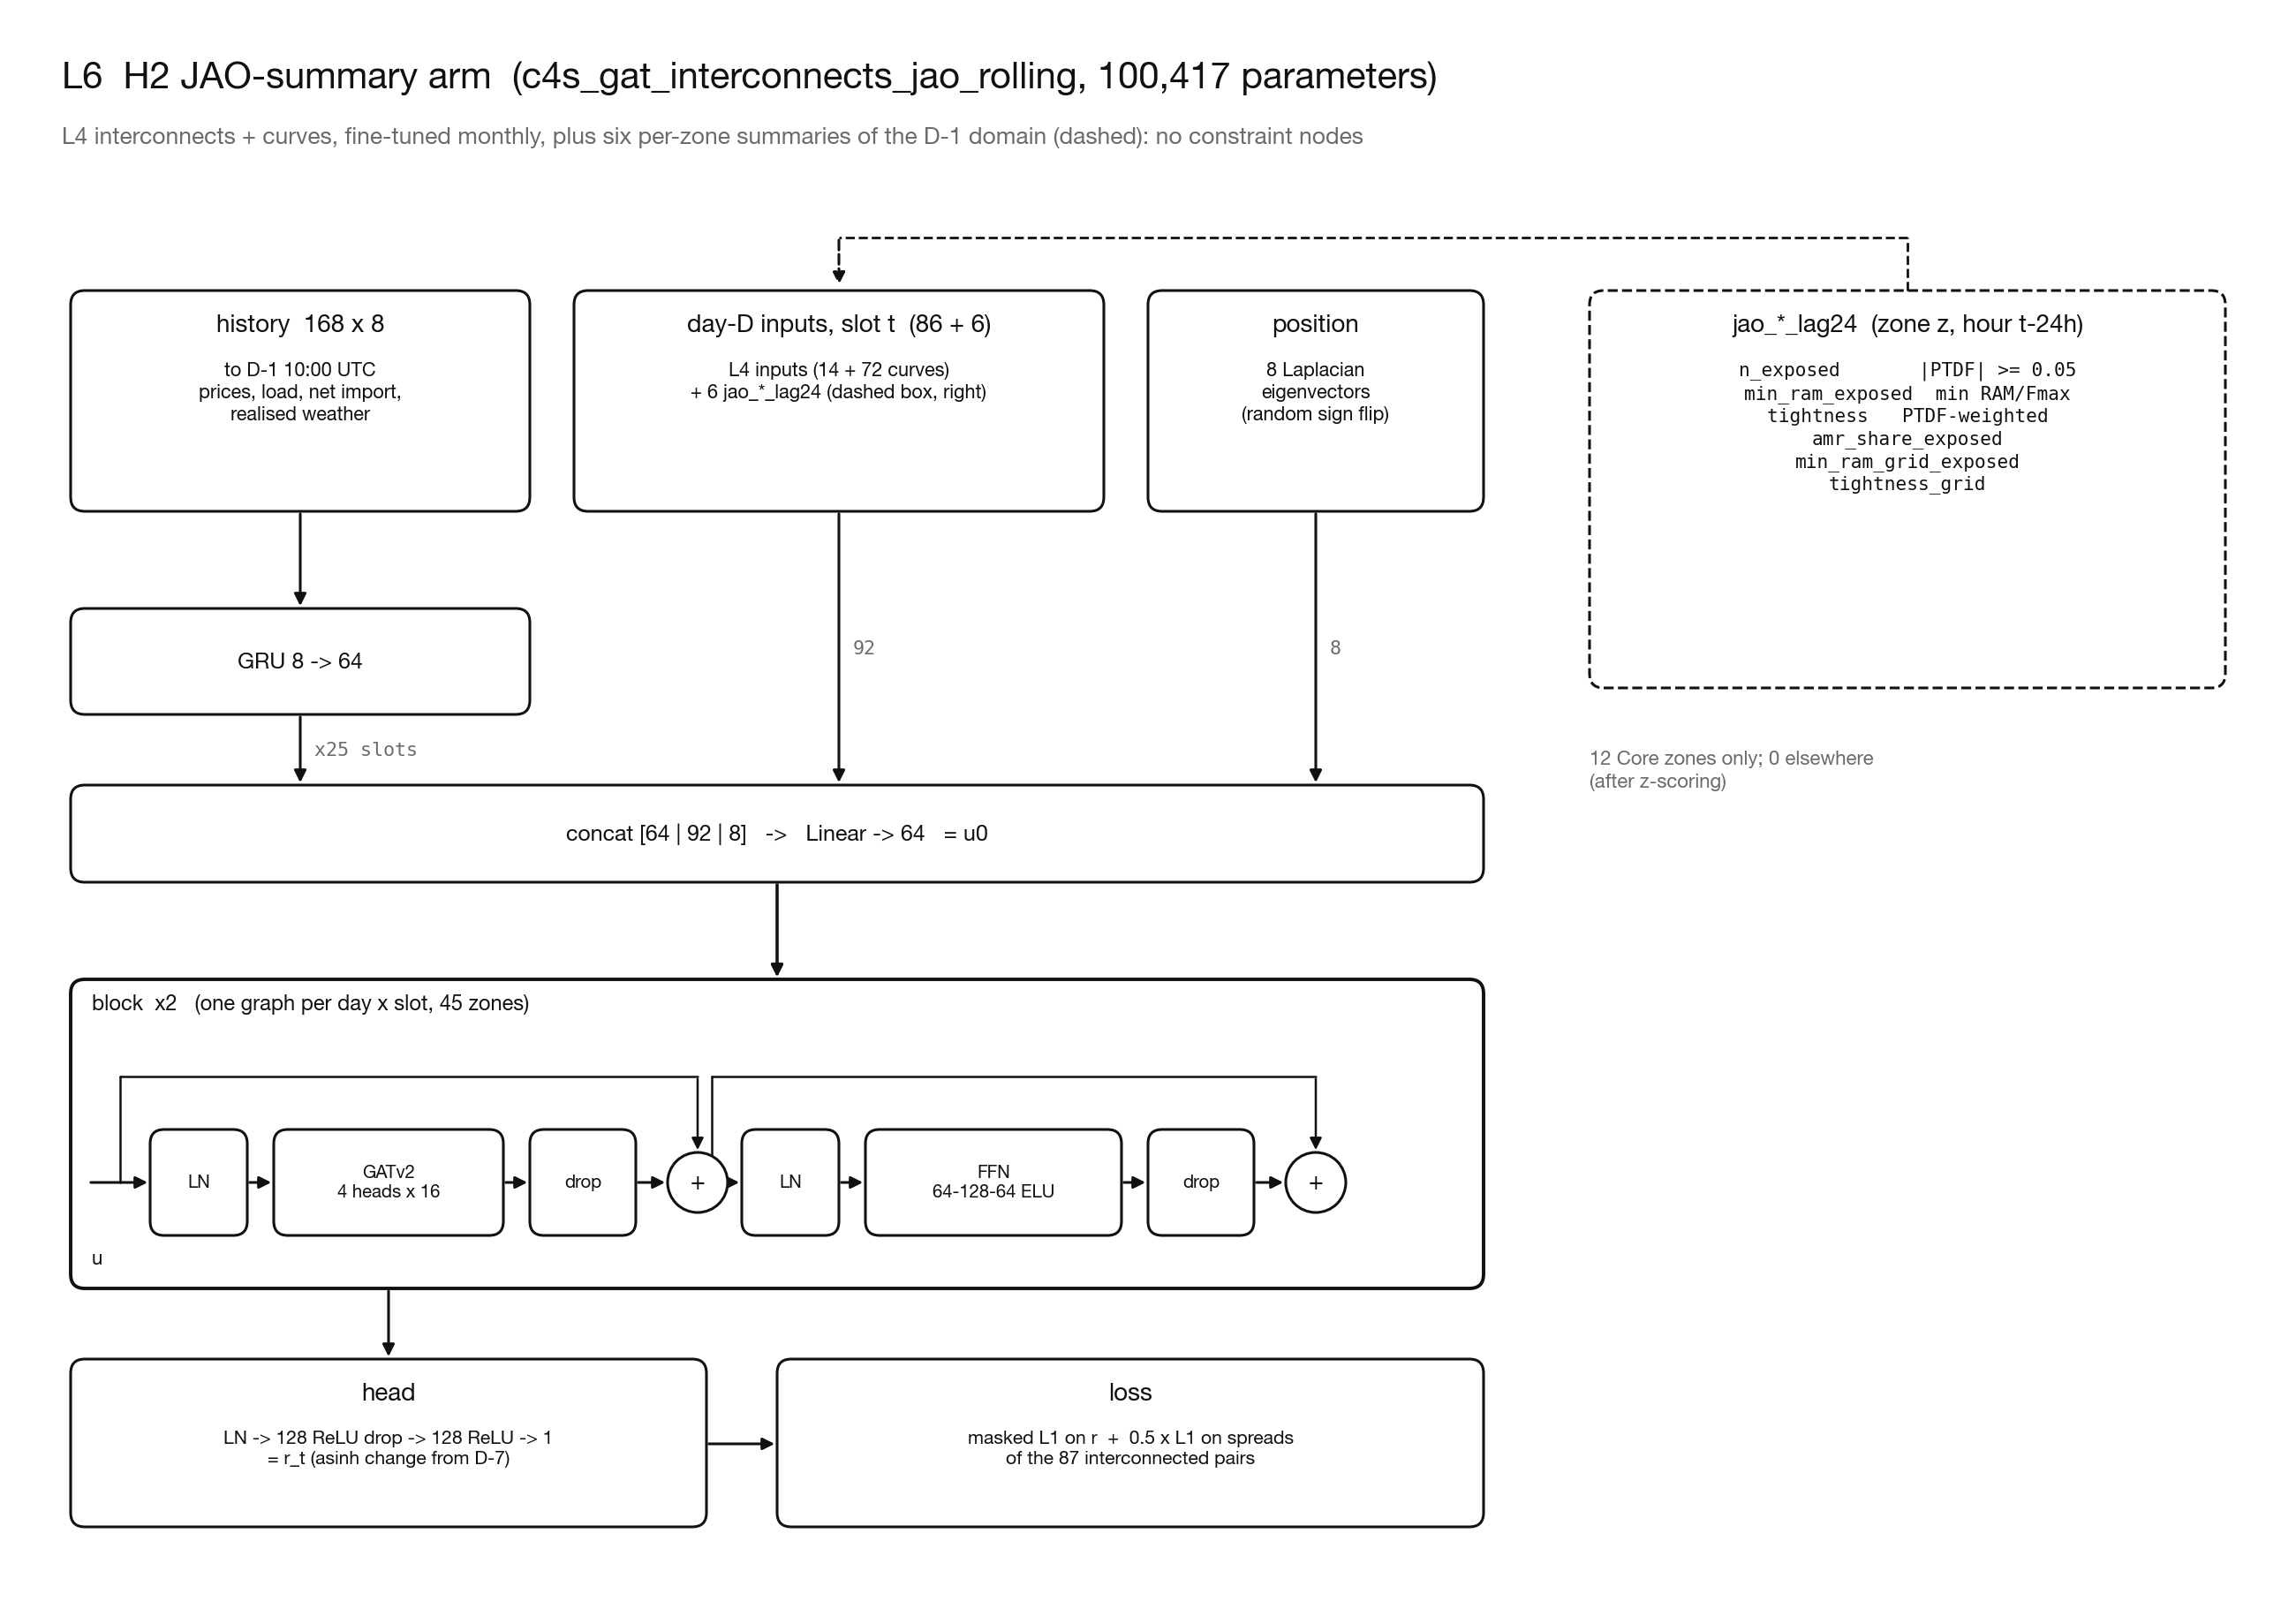 L6  H2 JAO-summary arm  (c4s_gat_interconnects_jao_rolling, 100,417 parameters)
L4 interconnects + curves, fine-tuned monthly, plus six per-zone summaries of the D-1 domain (dashed): no constraint nodes
history  168 x 8
to D-1 10:00 UTC
prices, load, net import,
realised weather
day-D inputs, slot t  (86 + 6)
L4 inputs (14 + 72 curves)
+ 6 jao_*_lag24 (dashed box, right)
position
8 Laplacian
eigenvectors
(random sign flip)
jao_*_lag24  (zone z, hour t-24h)
n_exposed       |PTDF| >= 0.05
min_ram_exposed  min RAM/Fmax
tightness   PTDF-weighted
amr_share_exposed
min_ram_grid_exposed
tightness_grid
GRU 8 -> 64
92
8
x25 slots
12 Core zones only; 0 elsewhere
(after z-scoring)
concat [64 | 92 | 8]   ->   Linear -> 64   = u0
block  x2   (one graph per day x slot, 45 zones)
LN
GATv2
4 heads x 16
drop
+
LN
FFN
64-128-64 ELU
drop
+
u
head
LN -> 128 ReLU drop -> 128 ReLU -> 1
= r_t (asinh change from D-7)
loss
masked L1 on r  +  0.5 x L1 on spreads
of the 87 interconnected pairs